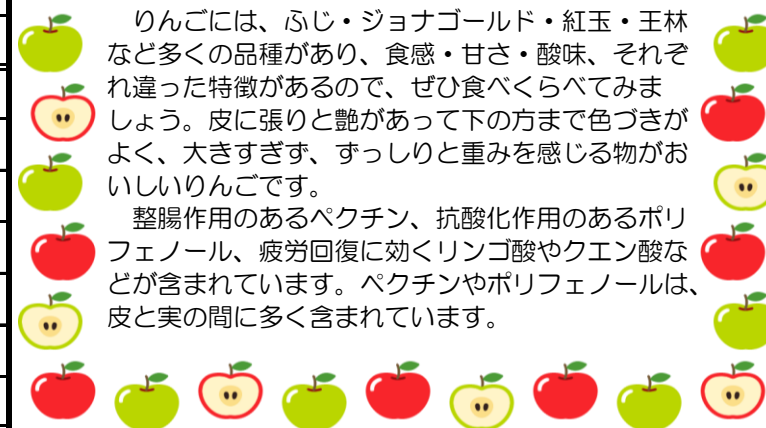 りんごには、ふじ・ジョナゴールド・紅玉・王林
など多くの品種があり、食感・甘さ・酸味、それぞ
れ違った特徴があるので、ぜひ食べくらべてみま
しょう。皮に張りと艶があって下の方まで色づきが
よく、大きすぎず、ずっしりと重みを感じる物がお
いしいりんごです。
　整腸作用のあるペクチン、抗酸化作用のあるポリ
フェノール、疲労回復に効くリンゴ酸やクエン酸な
どが含まれています。ペクチンやポリフェノールは、
皮と実の間に多く含まれています。